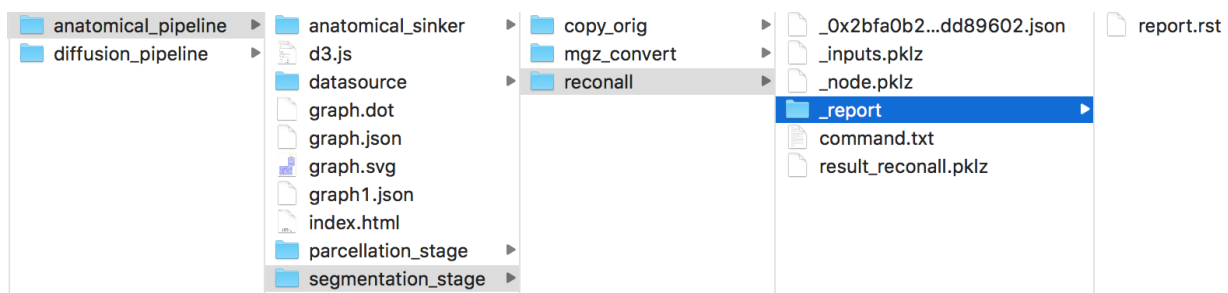 anatomical_pipeline
diffusion_pipeline
anatomical_sinker
d3.js
datasource
graph.dot
graph.json
graph.svg
graph1.json
index.html
parcellation_stage
segmentation_stage
copy_orig
mgz_convert
reconall
_0x2bfa0b2...dd89602.json
_inputs.pklz
_node.pklz
_report
command.txt
result_reconall.pklz
report.rst